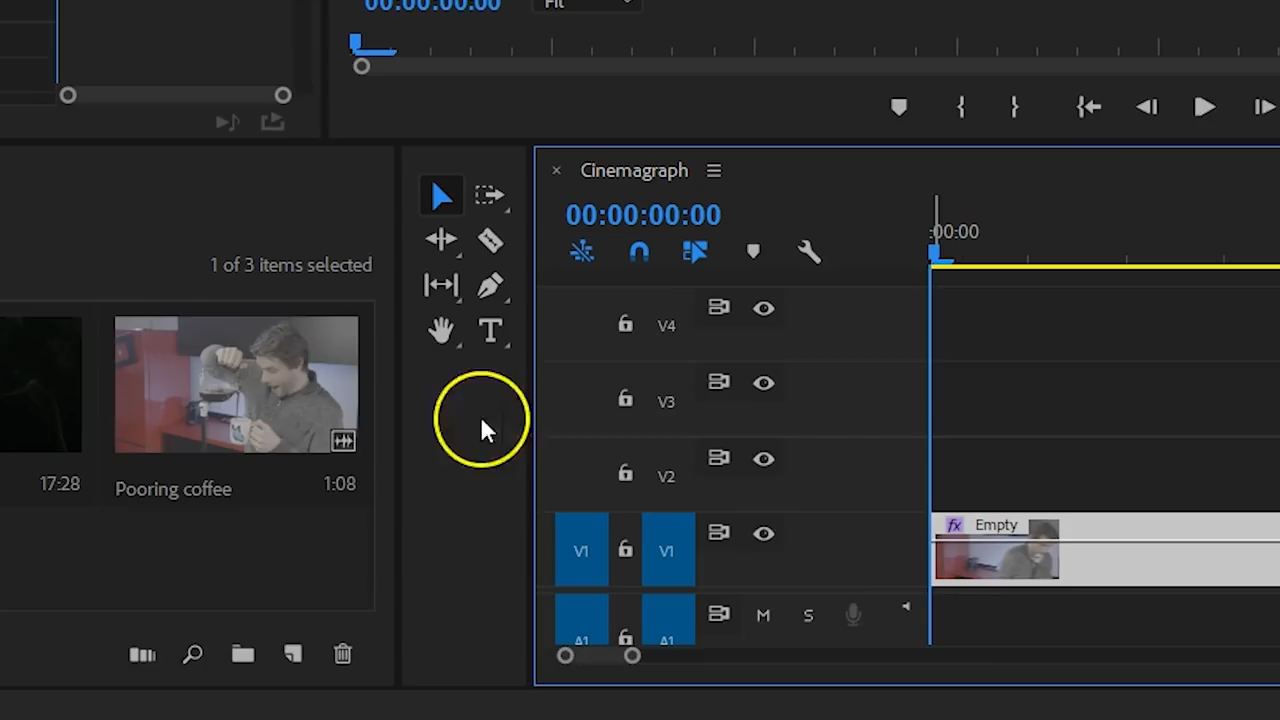 00:00:00:00
Fit
Cinemagraph
00:00:00:00
:00:00
1 of 3 items selected
V4
V3
V2
17:28
Pooring coffee
1:08
fx Empty
V1
V1
M
S
A1
A1